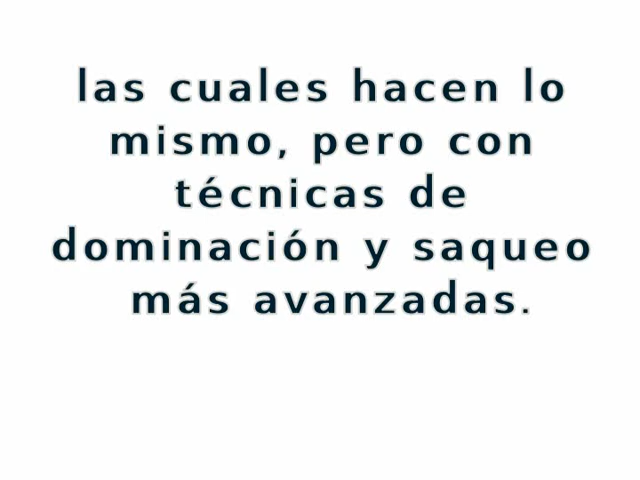 las cuales hacen lo
mismo, pero con
técnicas de
dominación y saqueo
más avanzadas.